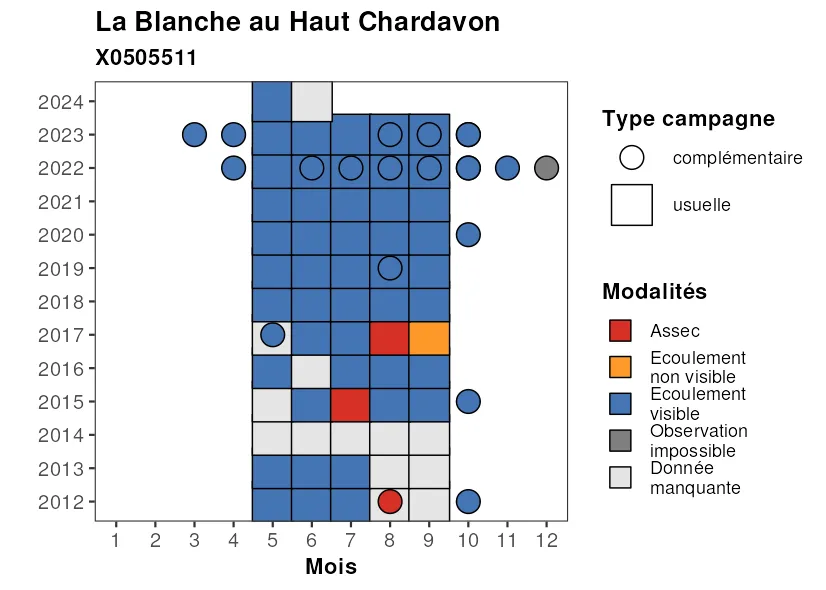 La Blanche au Haut Chardavon
X0505511
2024
2023
2022
2021
2020
2019
2018
2017
2016
2015
2014
2013
2012
1 2 3 4 5 6 7 8 9 10 11 12
Mois
Type campagne
complémentaire
usuelle
Modalités
Assec
Ecoulement
non visible
Ecoulement
visible
Observation
impossible
Donnée
manquante